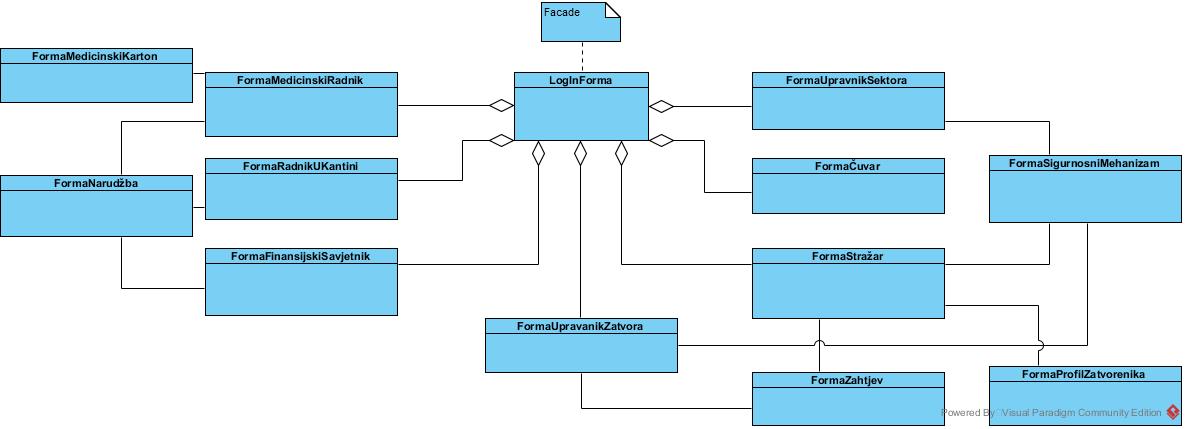 Facade
FormaMedicinskiKarton
FormaMedicinskiRadnik
LogInForma
FormaUpravnikSektora
FormaRadnikUKantini
FormaČuvar
FormaSigurnosniMehanizam
FormaNarudžba
FormaFinansijskiSavjetnik
FormaStražar
FormaUpravanikZatvora
FormaZahtjev
FormaProfilZatvorenika
Powered By Visual Paradigm Community Edition